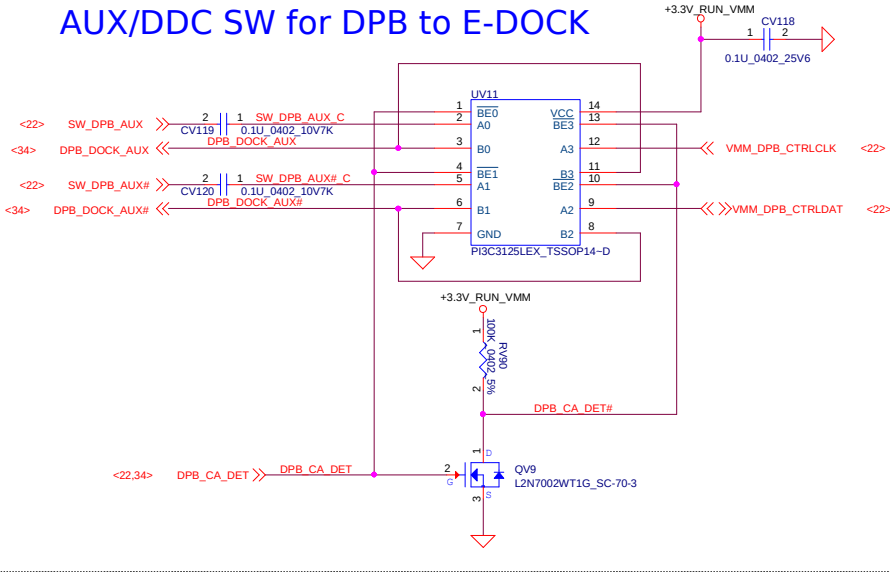 AUX/DDC SW for DPB to E-DOCK
+3.3V_RUN_VMM
CV118
1 2
0.1U_0402_25V6
UV11
1 BE0 VCC 14
2 A0 BE3 13
3 B0 A3 12
4 BE1 B3 11
5 A1 BE2 10
6 B1 A2 9
7 GND B2 8
PI3C3125LEX_TSSOP14~D
<22> SW_DPB_AUX 2 1 SW_DPB_AUX_C
CV119 0.1U_0402_10V7K
<34> DPB_DOCK_AUX DPB_DOCK_AUX
<22> SW_DPB_AUX# 2 1 SW_DPB_AUX#_C
CV120 0.1U_0402_10V7K
<34> DPB_DOCK_AUX# DPB_DOCK_AUX#
VMM_DPB_CTRLCLK <22>
VMM_DPB_CTRLDAT <22>
+3.3V_RUN_VMM
1
RV90
100K_0402_5%
2
DPB_CA_DET#
1 D
<22,34> DPB_CA_DET DPB_CA_DET 2 G
QV9
L2N7002WT1G_SC-70-3
3 S